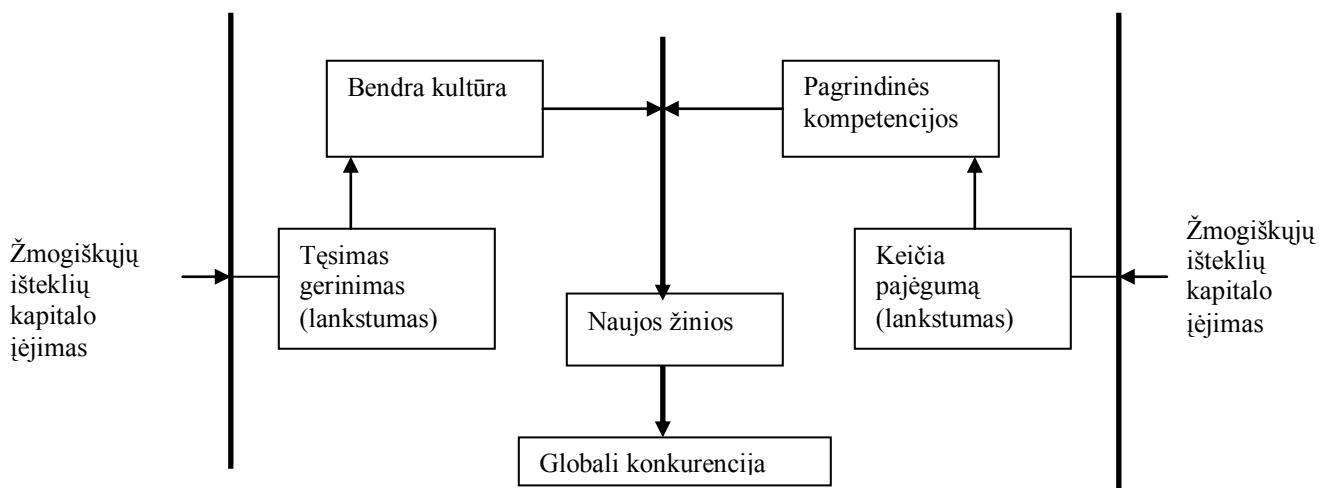 Bendra kultūra
Pagrindinės
kompetencijos
Žmogiškųjų
išteklių
kapitalo
įėjimas
Tęsimas
gerinimas
(lankstumas)
Keičia
pajėgumą
(lankstumas)
Žmogiškųjų
išteklių
kapitalo
įėjimas
Naujos žinios
Globali konkurencija